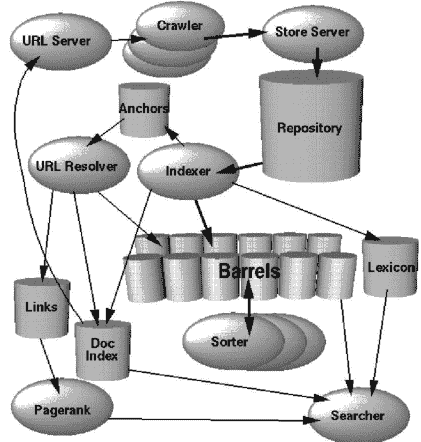 URL Server
Crawler
Store Server
Anchors
Repository
URL Resolver
Indexer
Barrels
Lexicon
Links
Doc
Index
Sorter
Pagerank
Searcher